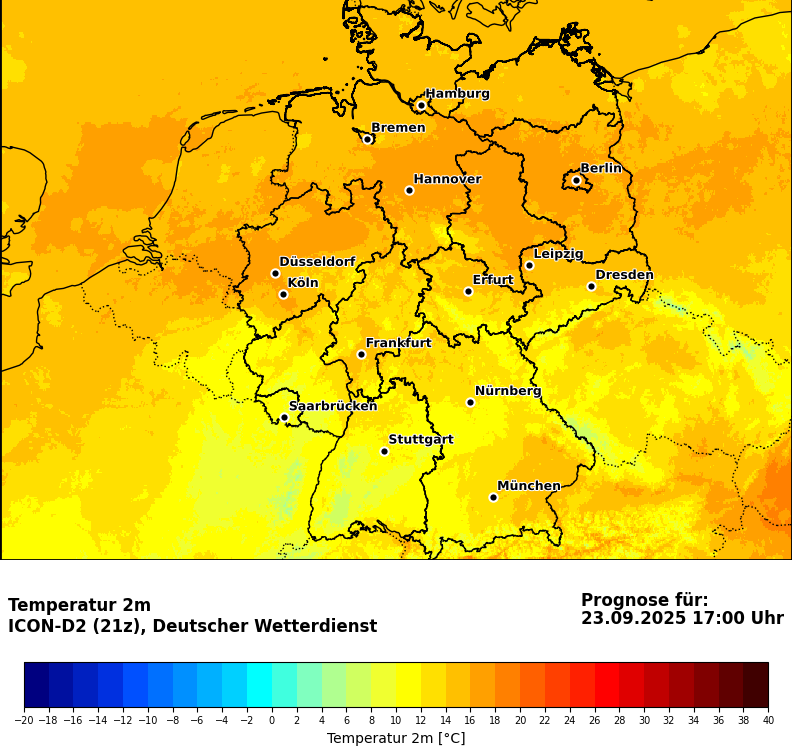 Hamburg
Bremen
Berlin
Hannover
Leipzig
Düsseldorf
Dresden
Köln
Erfurt
Frankfurt
Nürnberg
Saarbrücken
Stuttgart
München
Temperatur 2m
ICON-D2 (21z), Deutscher Wetterdienst
Prognose für:
23.09.2025 17:00 Uhr
−20 −18 −16 −14 −12 −10 −8 −6 −4 −2 0 2 4 6 8 10 12 14 16 18 20 22 24 26 28 30 32 34 36 38 40
Temperatur 2m [°C]